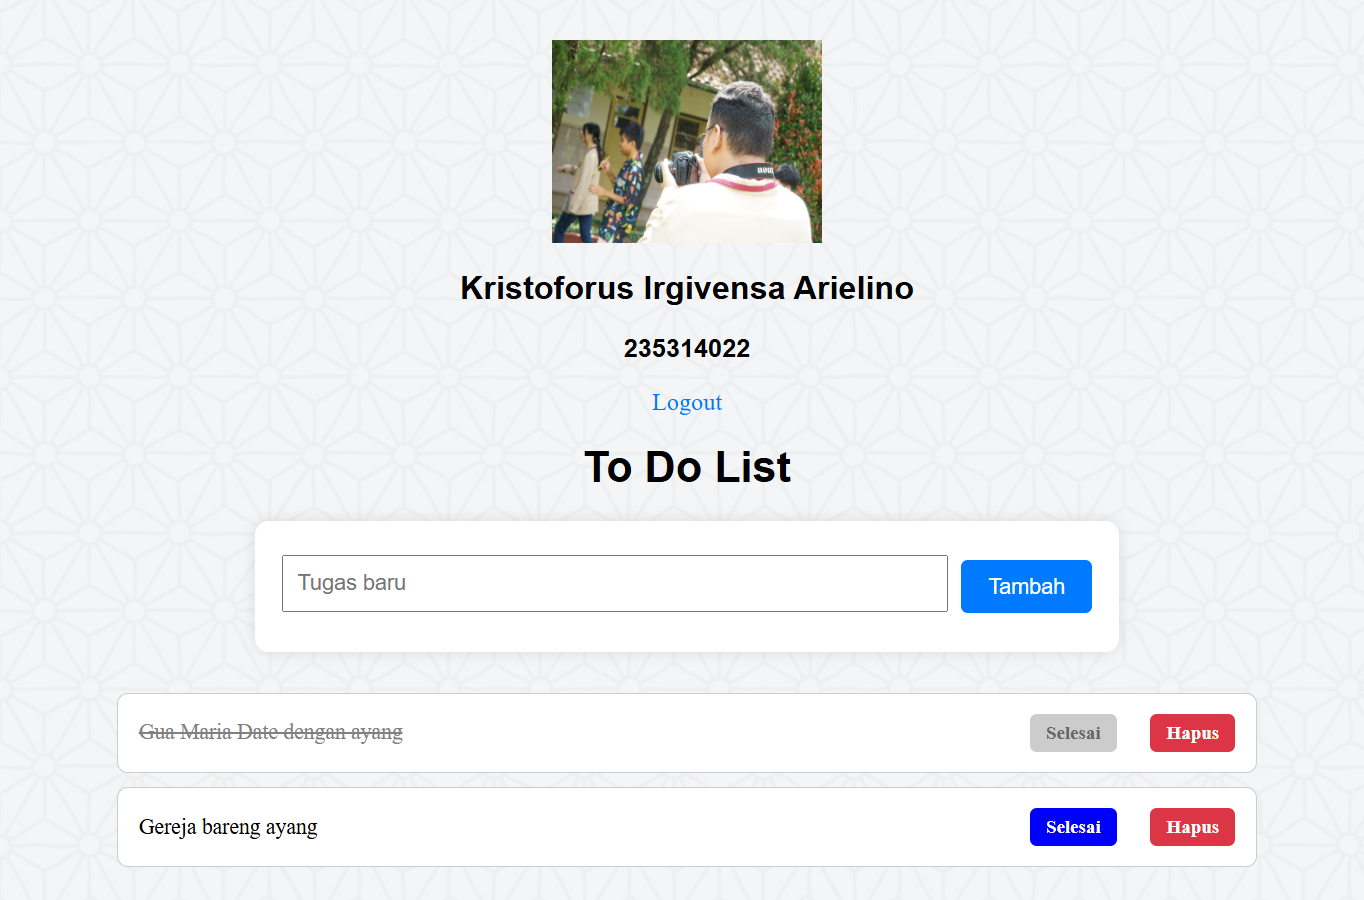 Kristoforus Irgivensa Arielino
235314022
Logout
To Do List
Tugas baru
Tambah
Gua Maria Date dengan ayang
Selesai
Hapus
Gereja bareng ayang
Selesai
Hapus